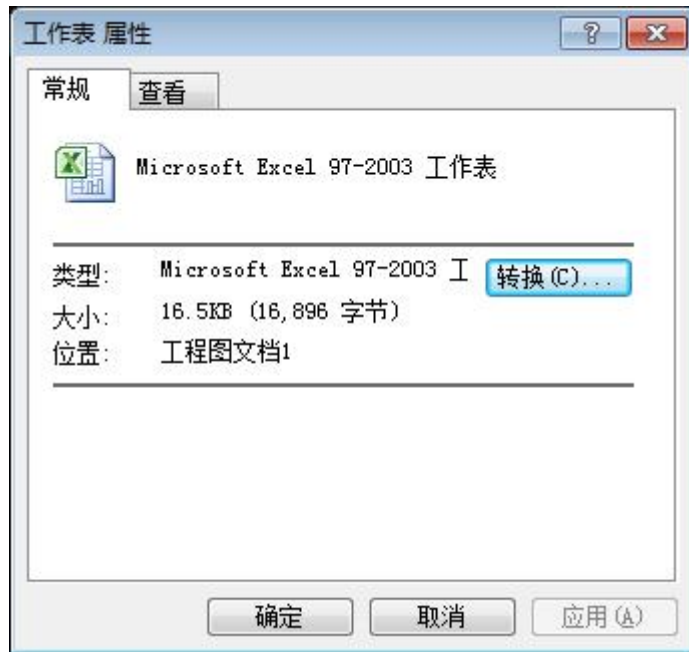 工作表 属性
常规 查看
Microsoft Excel 97-2003 工作表
类型: Microsoft Excel 97-2003 工 转换(C)...
大小: 16.5KB (16,896 字节)
位置: 工程图文档1
确定 取消 应用(A)